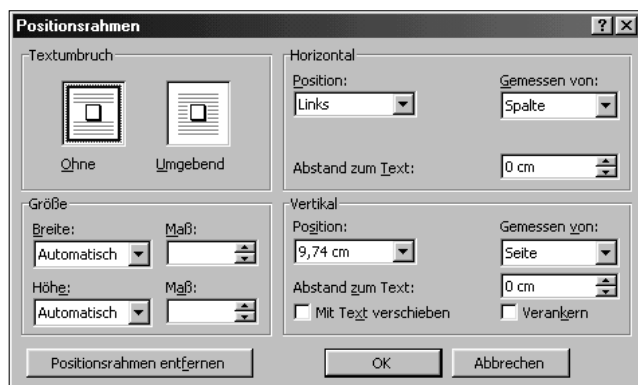 Positionsrahmen
Textumbruch
Ohne
Umgebend
Horizontal
Position:
Gemessen von:
Links
Spalte
Abstand zum Text:
0 cm
Größe
Breite:
Maß:
Automatisch
Höhe:
Maß:
Automatisch
Vertikal
Position:
Gemessen von:
9,74 cm
Seite
Abstand zum Text:
0 cm
Mit Text verschieben
Verankern
Positionsrahmen entfernen
OK
Abbrechen